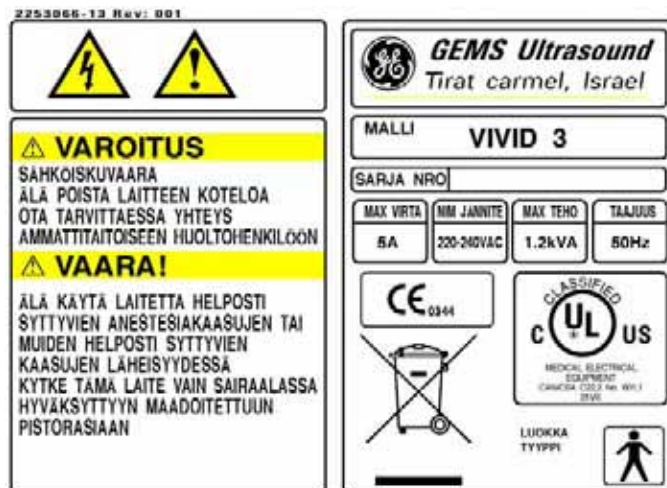 2253066-13 Rev: 001
VAROITUS
SÄHKÖISKUVAARA
ÄLÄ POISTA LAITTEEN KOTELOA
OTA TARVITTAESSA YHTEYS
AMMATTITAITOISEEN HUOLTOHENKILÖÖN
VAARA!
ÄLÄ KÄYTÄ LAITETTA HELPOSTI
SYTTYVIEN ANESTESIAKAASUJEN TAI
MUIDEN HELPOSTI SYTTYVIEN
KAASUJEN LÄHEISYYDESSÄ
KYTKE TÄMÄ LAITE VAIN SAIRAALASSA
HYVÄKSYTTYYN MAADOITETTUUN
PISTORASIAAN
GE
GEMS Ultrasound
Tirat carmel, Israel
MALLI VIVID 3
SARJA NRO
MAX VIRTA NIM JANNITE MAX TEHO TAAJUUS
5A 220-240VAC 1.2kVA 50Hz
CE 0344
CLASSIFIED
C UL US
MEDICAL ELECTRICAL
EQUIPMENT
LUOKKA
TYYPPI